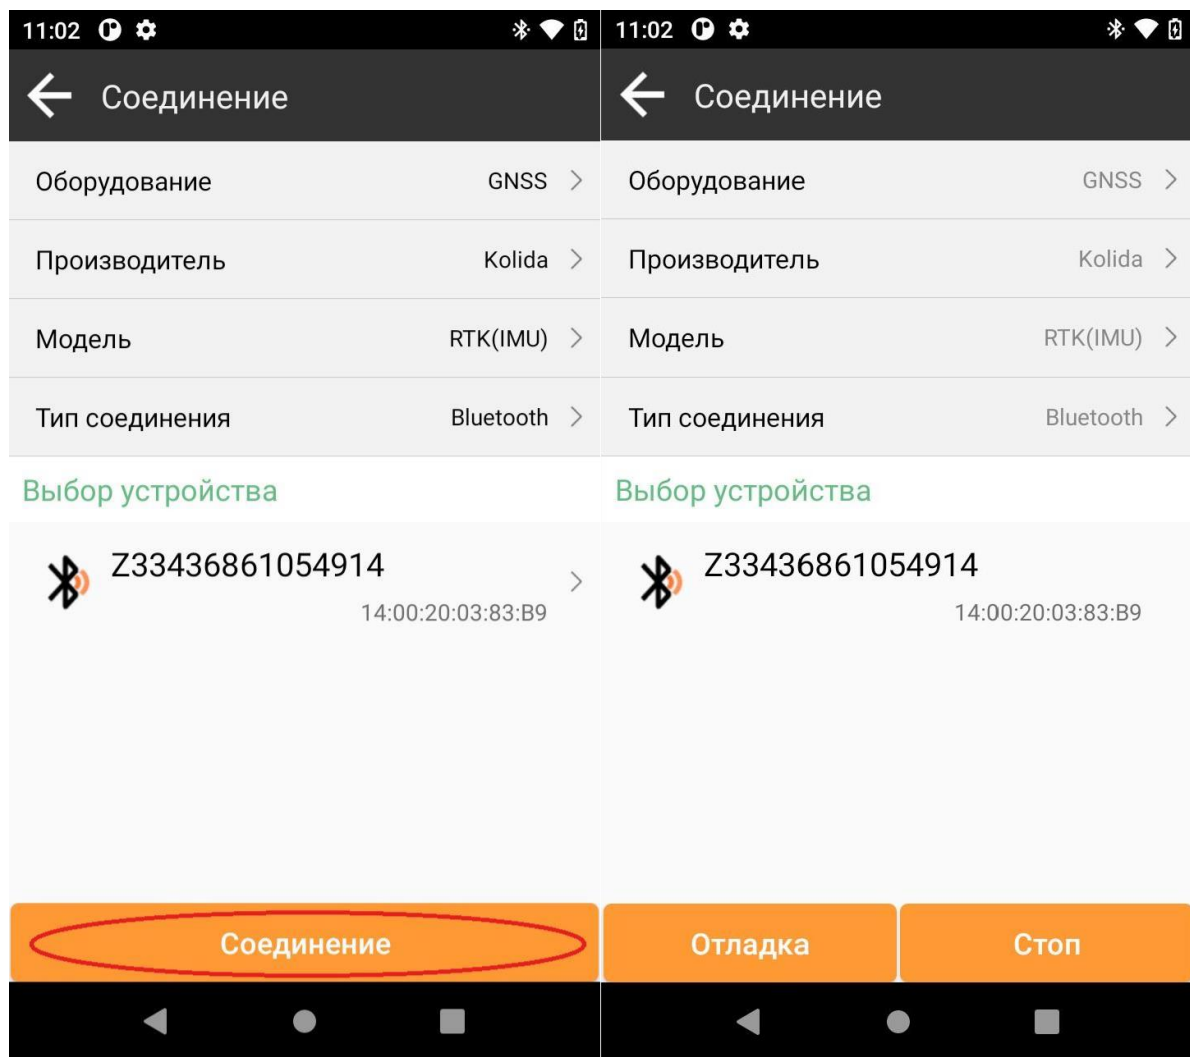 11:02
Соединение
Оборудование GNSS
Производитель Kolida
Модель RTK(IMU)
Тип соединения Bluetooth
Выбор устройства
Z33436861054914
14:00:20:03:83:B9
Соединение
11:02
Соединение
Оборудование GNSS
Производитель Kolida
Модель RTK(IMU)
Тип соединения Bluetooth
Выбор устройства
Z33436861054914
14:00:20:03:83:B9
Отладка Стоп